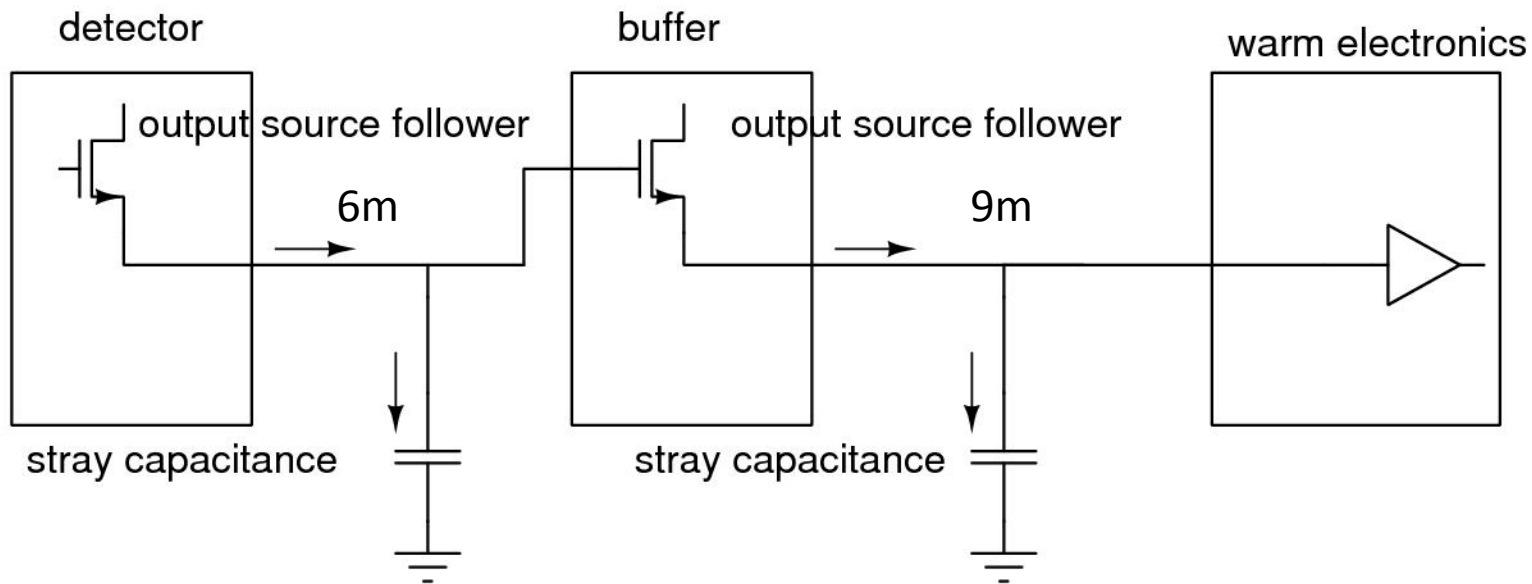 detector
buffer
warm electronics
output source follower
output source follower
6m
9m
stray capacitance
stray capacitance